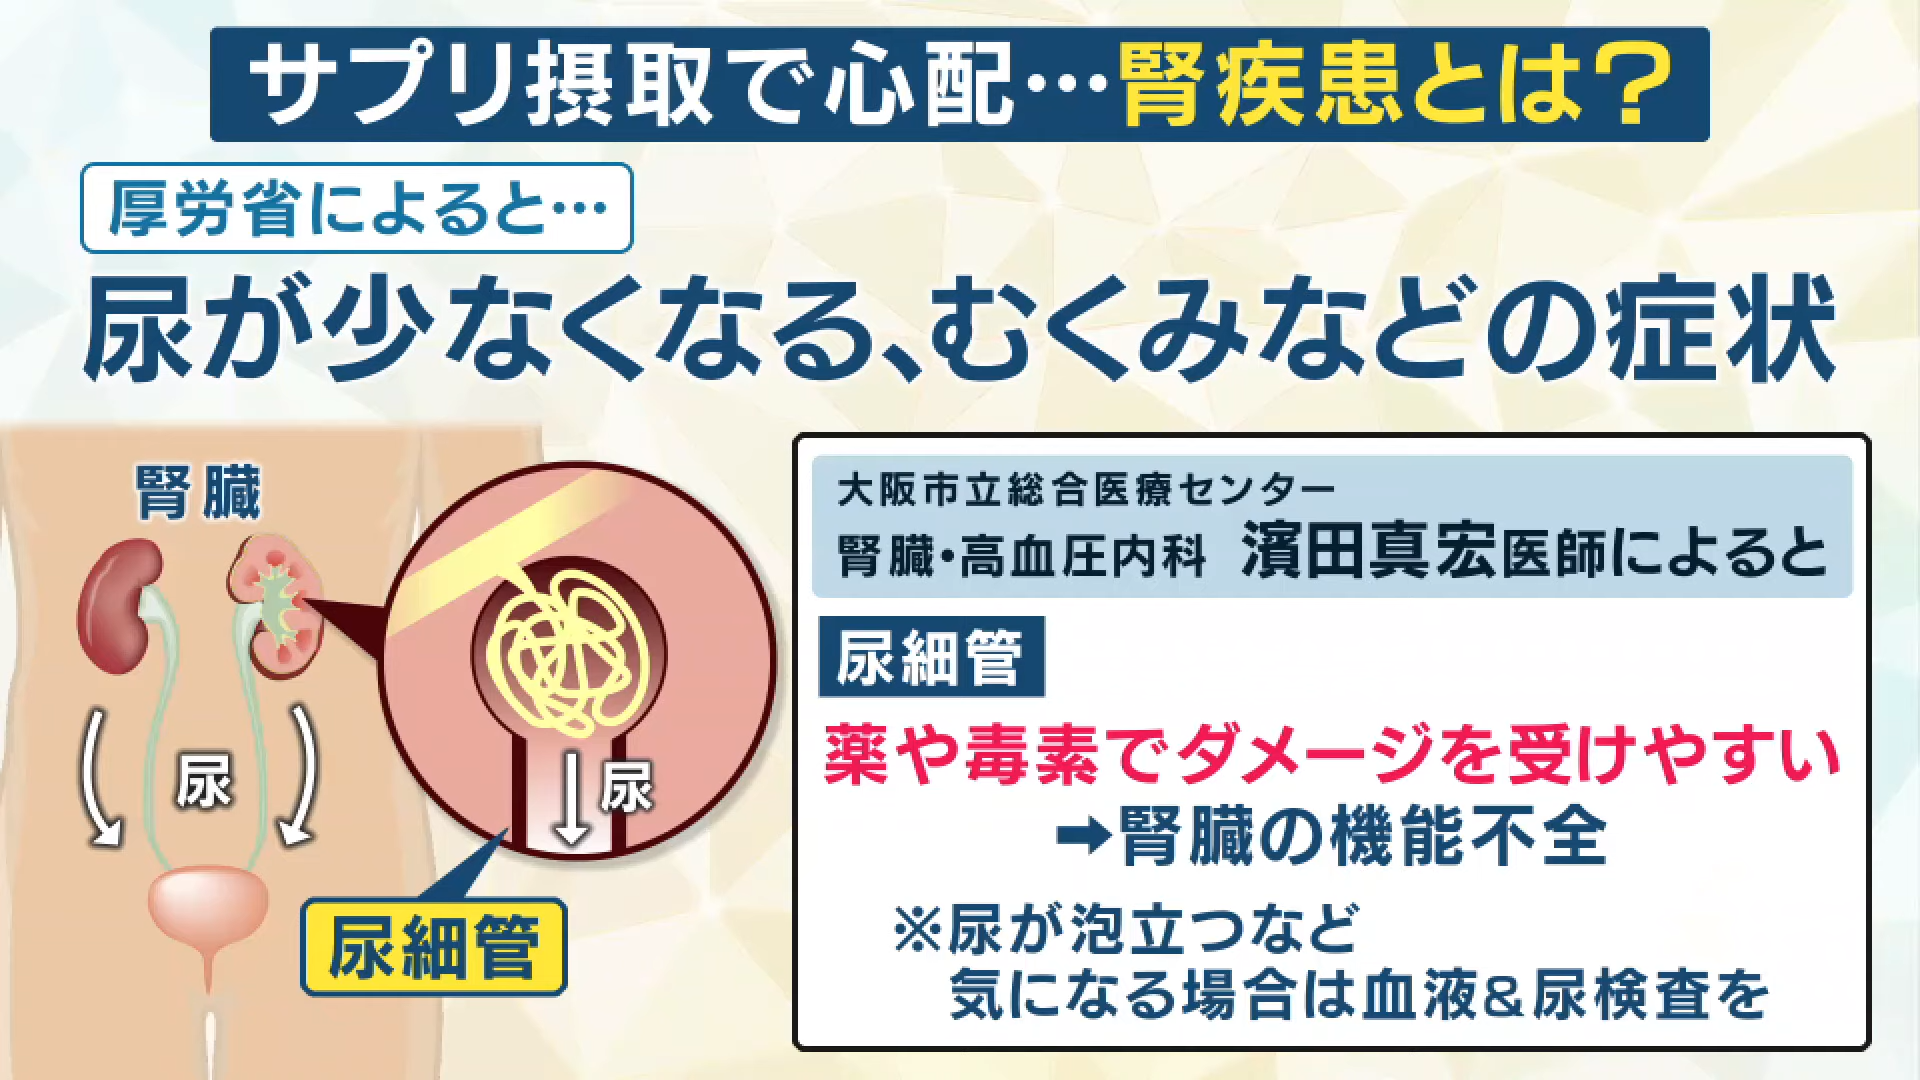 サプリ摂取で心配…腎疾患とは？
厚労省によると…
尿が少なくなる、むくみなどの症状
腎臓
尿
尿
尿細管
大阪市立総合医療センター
腎臓・高血圧内科 濱田真宏医師によると
尿細管
薬や毒素でダメージを受けやすい
➡腎臓の機能不全
※尿が泡立つなど
気になる場合は血液&尿検査を